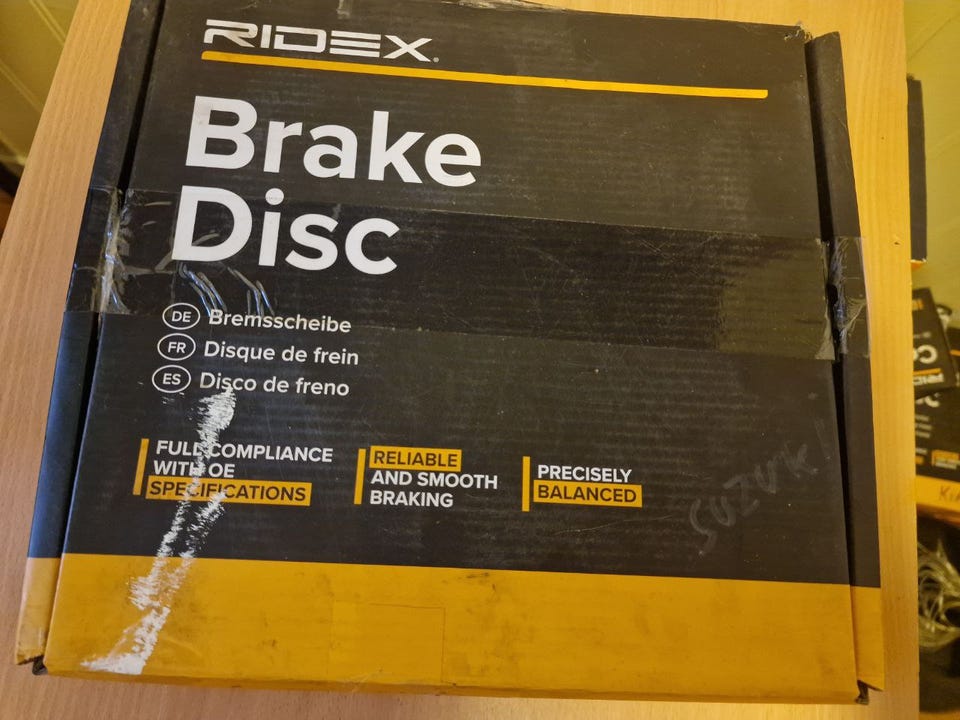 RIDEX
Brake
Disc
DE Bremsscheibe
FR Disque de frein
ES Disco de freno
FULL COMPLIANCE
WITH OE
SPECIFICATIONS
RELIABLE
AND SMOOTH
BRAKING
PRECISELY
BALANCED
SUZUKI